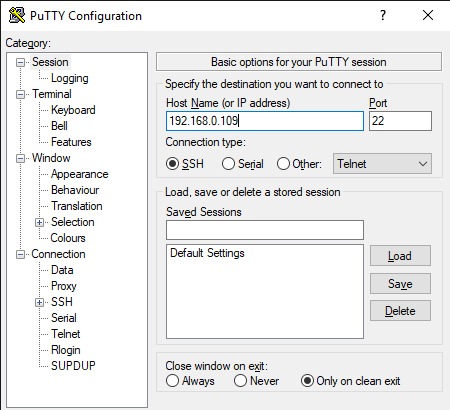 PuTTY Configuration
?
Category:
Session
Logging
Terminal
Keyboard
Bell
Features
Window
Appearance
Behaviour
Translation
Selection
Colours
Connection
Data
Proxy
SSH
Serial
Telnet
Rlogin
SUPDUP
Basic options for your PuTTY session
Specify the destination you want to connect to
Host Name (or IP address) Port
192.168.0.109 22
Connection type:
SSH Serial Other: Telnet
Load, save or delete a stored session
Saved Sessions
Default Settings
Load
Save
Delete
Close window on exit:
Always Never Only on clean exit